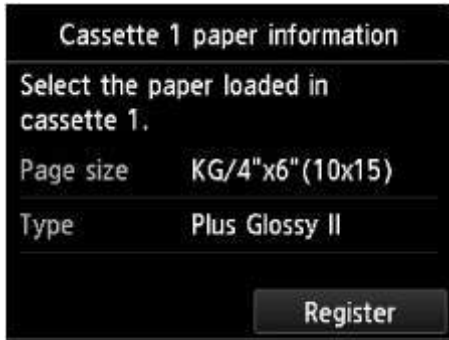 Cassette 1 paper information
Select the paper loaded in
cassette 1.
Page size KG/4"x6"(10x15)
Type Plus Glossy II
Register